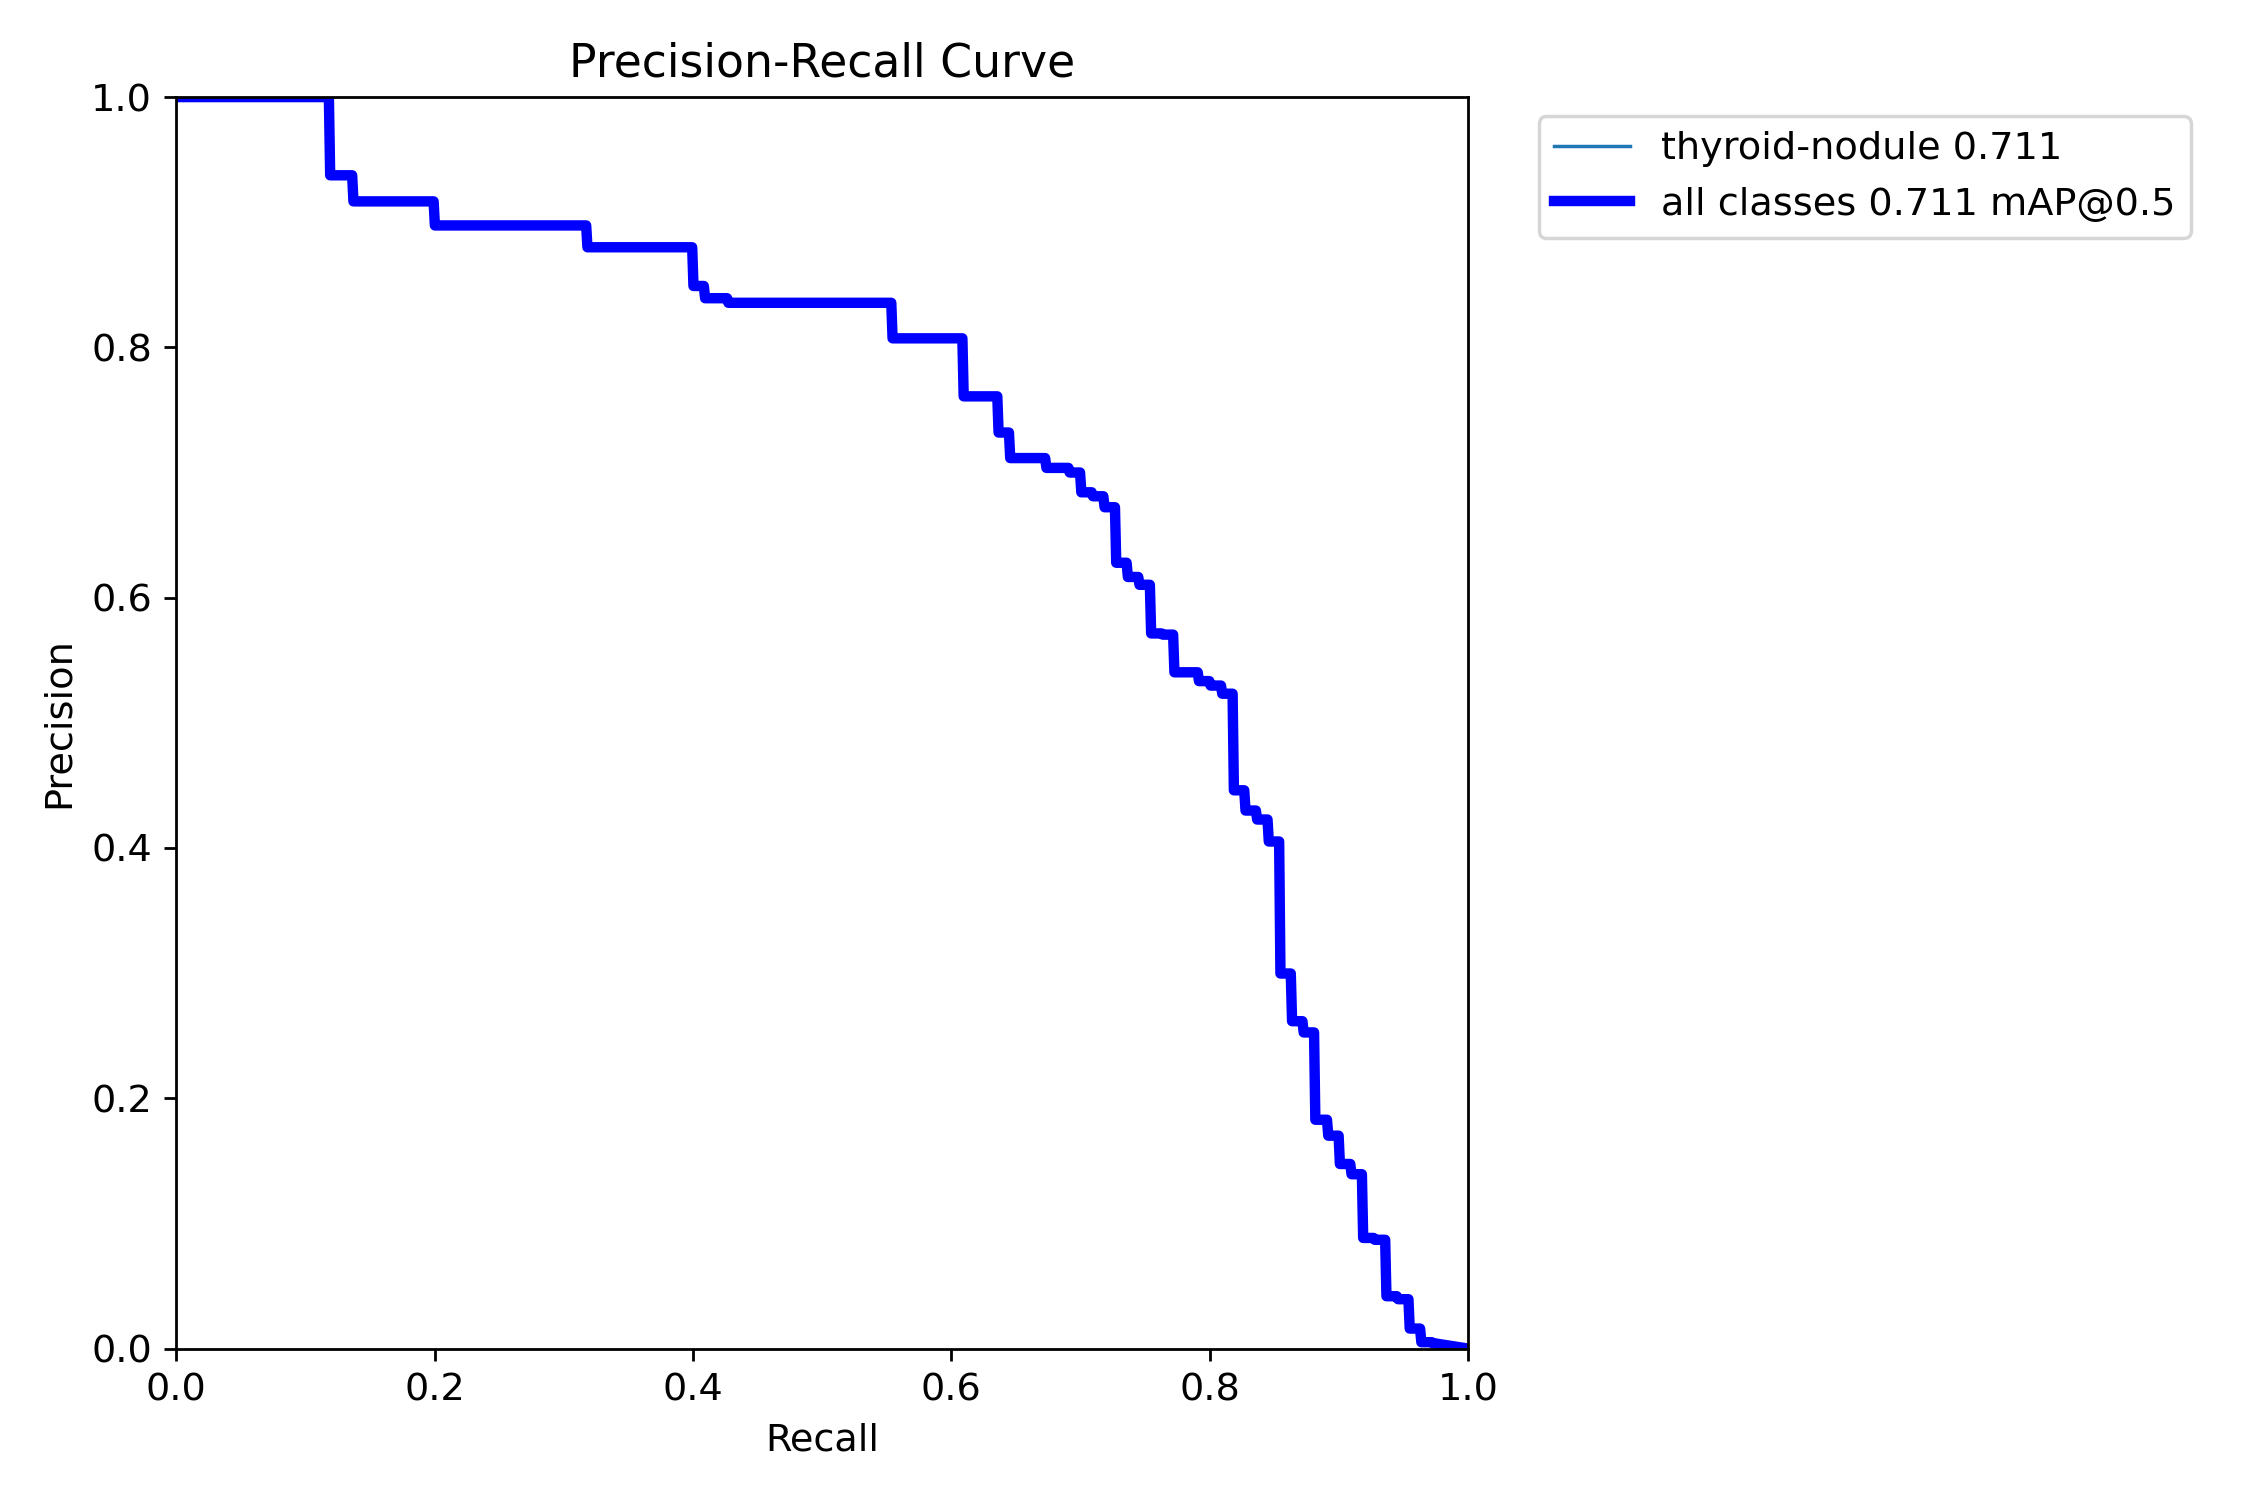 Precision-Recall Curve
1.0
0.8
0.6
0.4
0.2
0.0
Precision
0.0 0.2 0.4 0.6 0.8 1.0
Recall
thyroid-nodule 0.711
all classes 0.711 mAP@0.5